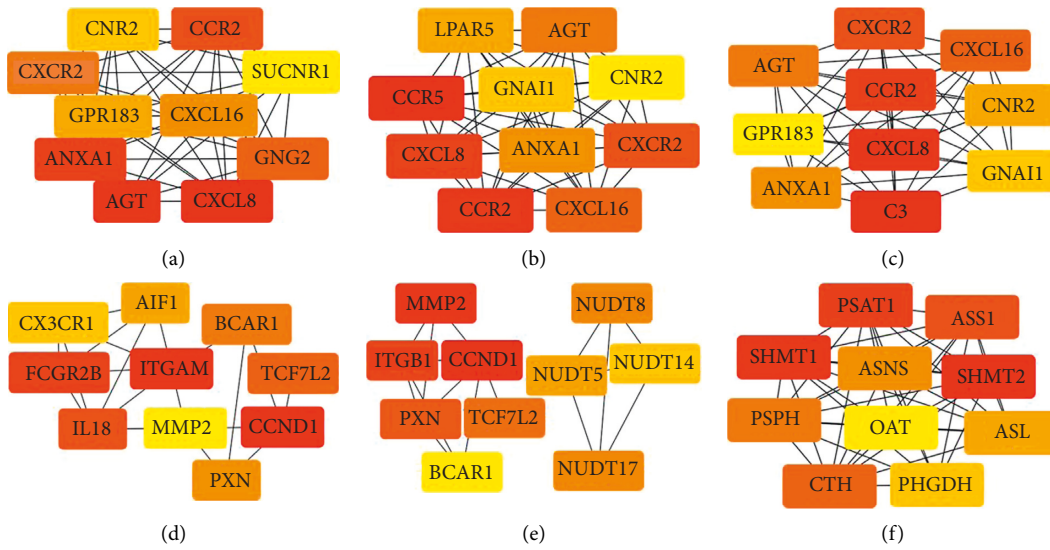 CNR2
CCR2
CXCR2
SUCNR1
GPR183
CXCL16
ANXA1
GNG2
AGT
CXCL8
(a)
LPAR5
AGT
GNAI1
CNR2
CCR5
CXCL8
ANXA1
CXCR2
CCR2
CXCL16
(b)
CXCR2
CXCL16
AGT
CCR2
CNR2
GPR183
CXCL8
GNAI1
ANXA1
C3
(c)
AIF1
CX3CR1
BCAR1
FCGR2B
ITGAM
TCF7L2
IL18
MMP2
CCND1
PXN
(d)
MMP2
NUDT8
ITGB1
CCND1
NUDT5
NUDT14
PXN
TCF7L2
BCAR1
NUDT17
(e)
PSAT1
ASS1
SHMT1
ASNS
SHMT2
PSPH
OAT
ASL
CTH
PHGDH
(f)